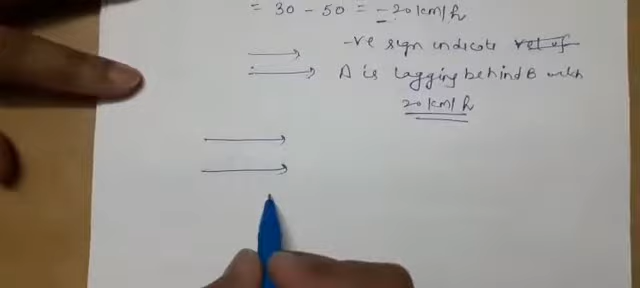 = 30 - 50 = -20 km/h
-ve sign indicate
A is lagging behind B with
20 km/h